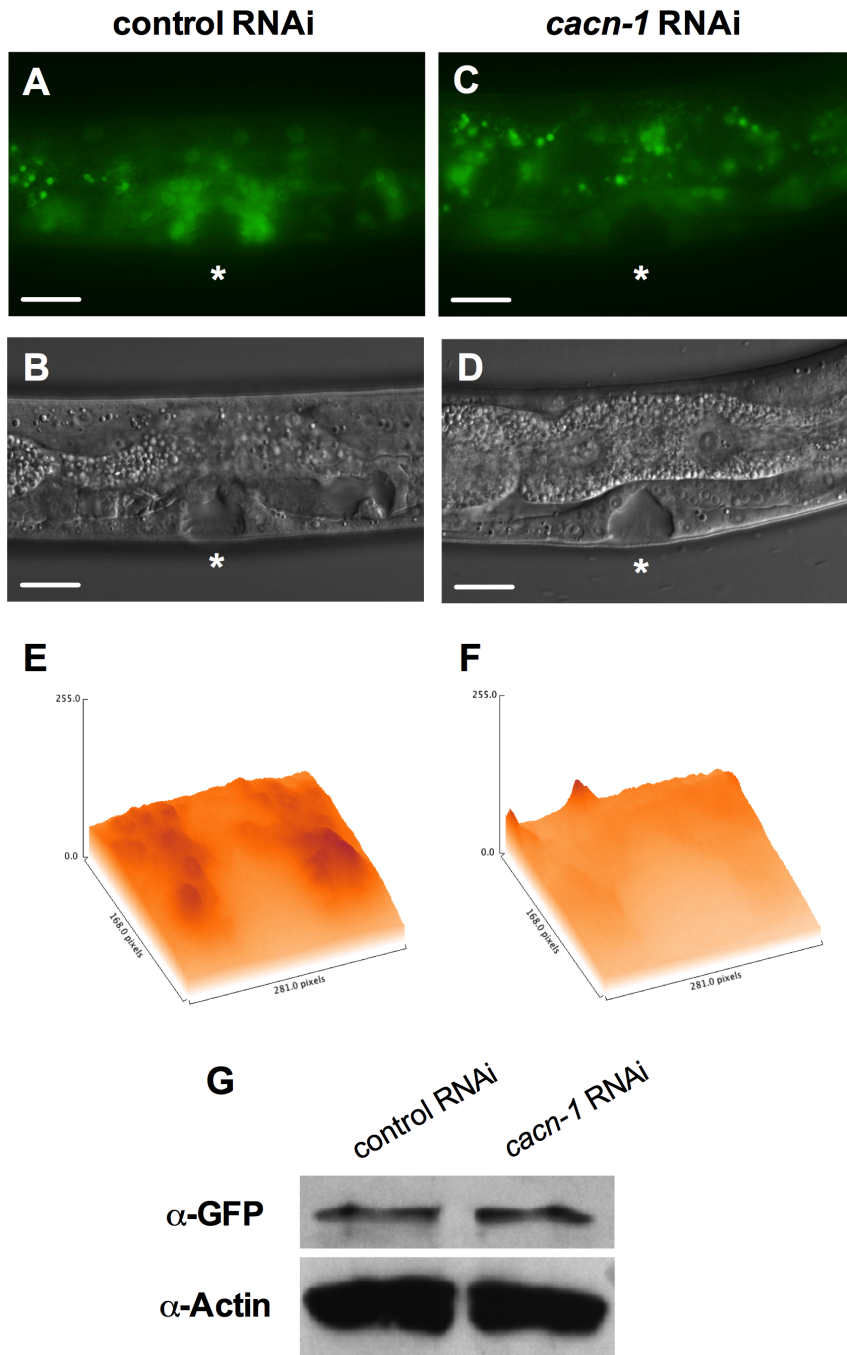 control RNAi
cacn-1 RNAi
A
C
*
*
B
D
*
*
E
F
255.0
0.0
168.0 pixels
281.0 pixels
255.0
0.0
168.0 pixels
281.0 pixels
G
control RNAi
cacn-1 RNAi
α-GFP
α-Actin